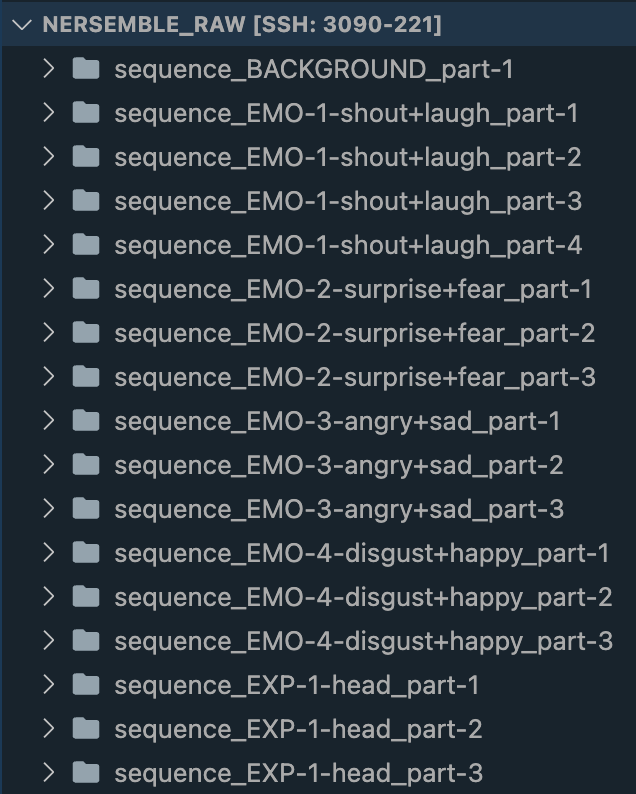 NERSEMBLE_RAW [SSH: 3090-221]
sequence_BACKGROUND_part-1
sequence_EMO-1-shout+laugh_part-1
sequence_EMO-1-shout+laugh_part-2
sequence_EMO-1-shout+laugh_part-3
sequence_EMO-1-shout+laugh_part-4
sequence_EMO-2-surprise+fear_part-1
sequence_EMO-2-surprise+fear_part-2
sequence_EMO-2-surprise+fear_part-3
sequence_EMO-3-angry+sad_part-1
sequence_EMO-3-angry+sad_part-2
sequence_EMO-3-angry+sad_part-3
sequence_EMO-4-disgust+happy_part-1
sequence_EMO-4-disgust+happy_part-2
sequence_EMO-4-disgust+happy_part-3
sequence_EXP-1-head_part-1
sequence_EXP-1-head_part-2
sequence_EXP-1-head_part-3